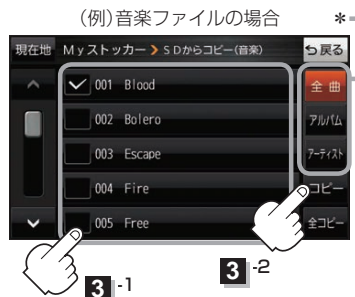 (例)音楽ファイルの場合
*
現在地 Myストッカー > SDからコピー(音楽) 戻る
001 Blood 全曲
002 Bolero アルバム
003 Escape アーティスト
004 Fire コピー
005 Free 全コピー
3 -1
3 -2